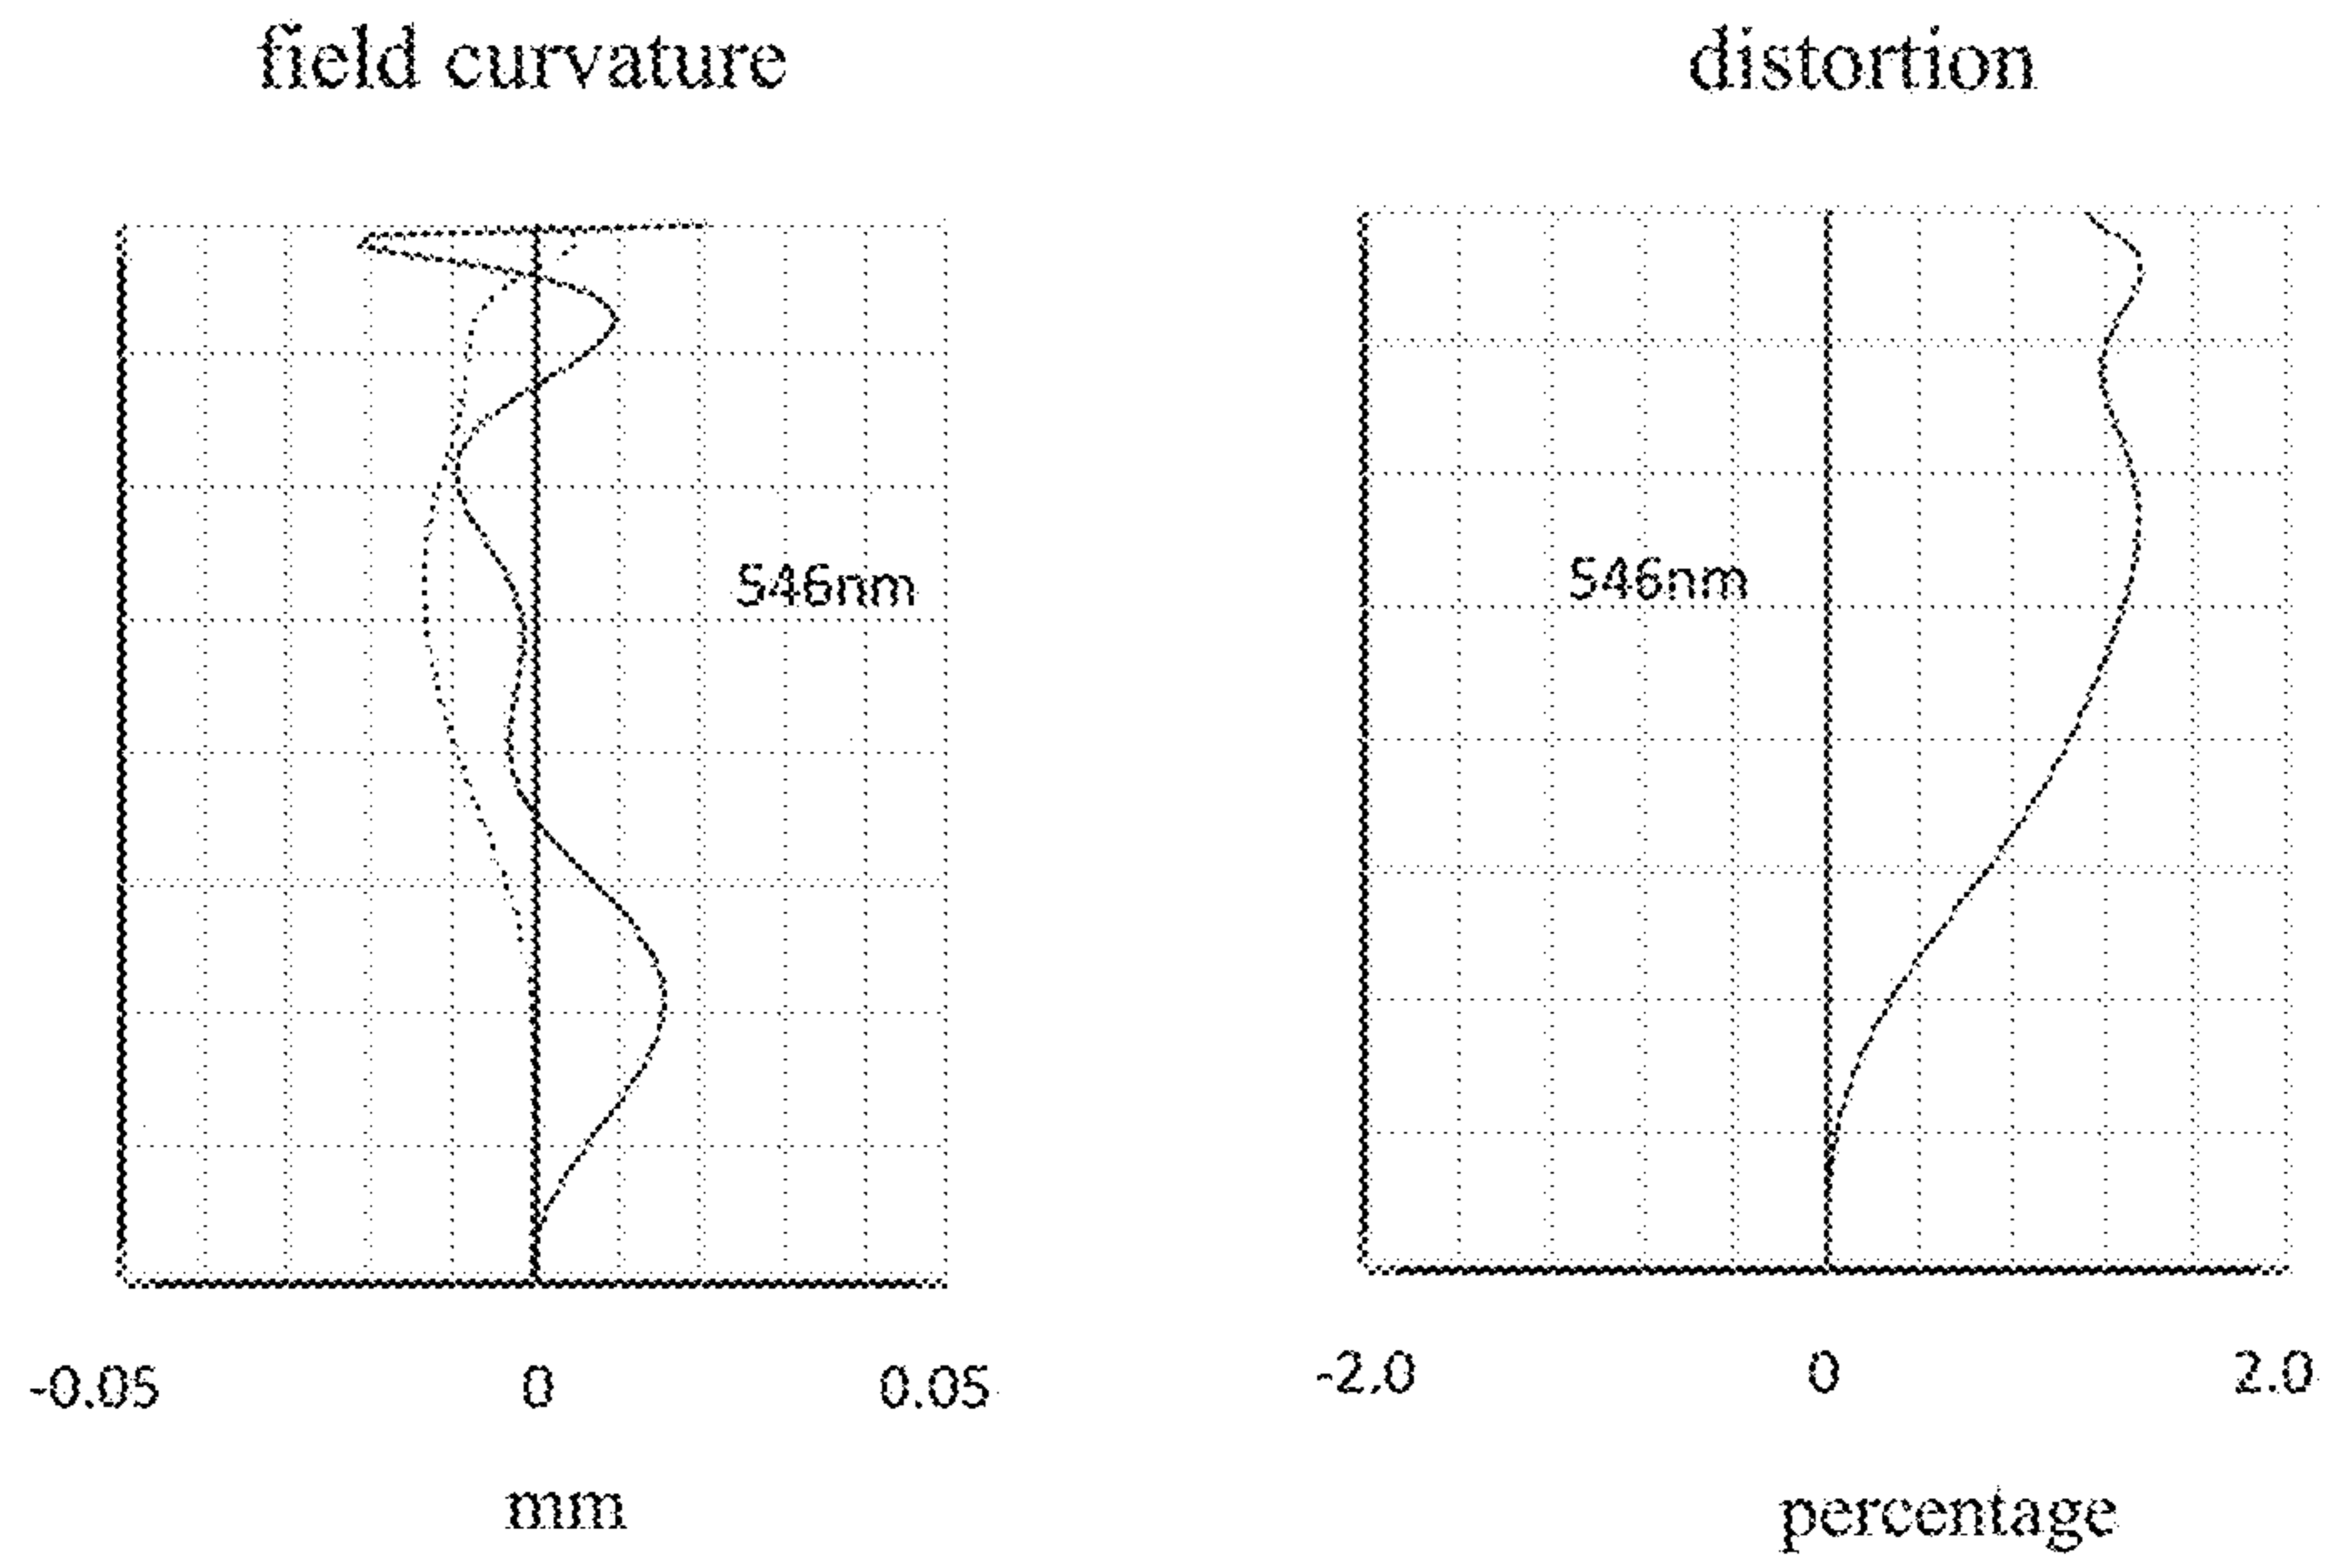 field curvature
distortion
546nm
546nm
-0.05 0 0.05
-2.0 0 2.0
mm
percentage